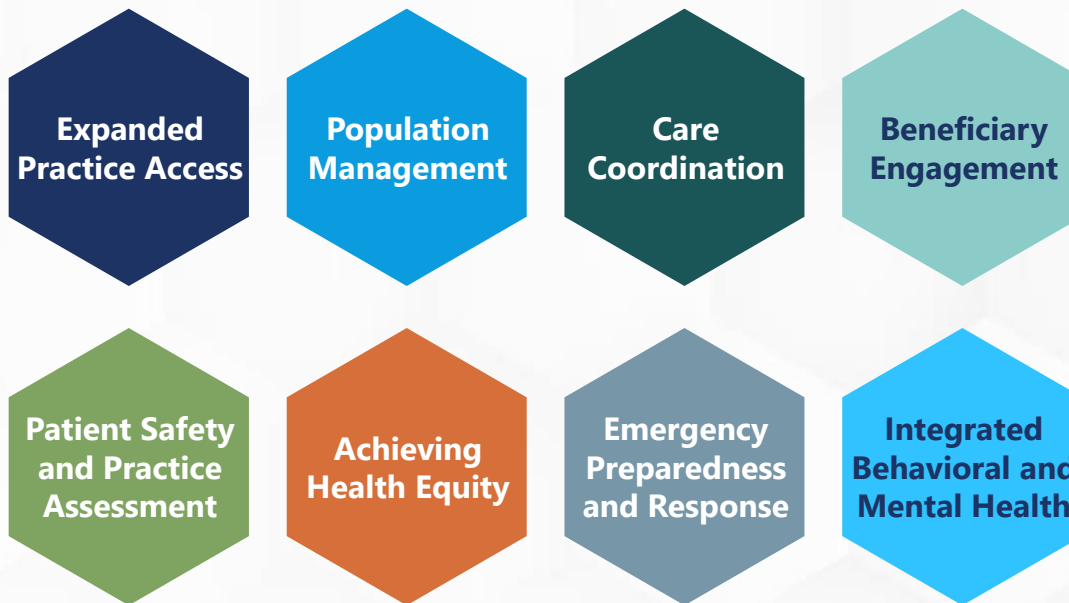 Expanded
Practice Access
Population
Management
Care
Coordination
Beneficiary
Engagement
Patient Safety
and Practice
Assessment
Achieving
Health Equity
Emergency
Preparedness
and Response
Integrated
Behavioral and
Mental Health